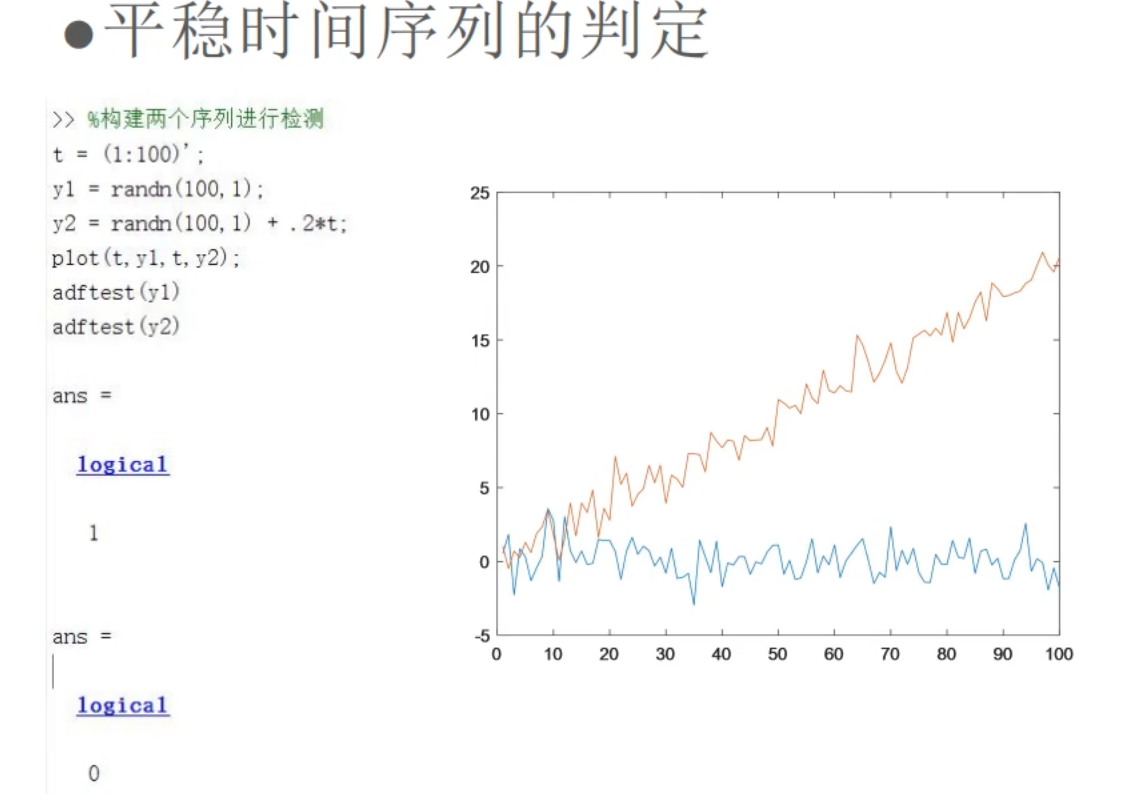 ●平稳时间序列的判定
>> %构建两个序列进行检测
t = (1:100)';
y1 = randn(100,1);
y2 = randn(100,1) + .2*t;
plot(t,y1,t,y2);
adftest(y1)
adftest(y2)
ans =
logical
1
ans =
logical
0
25
20
15
10
5
0
-5
0 10 20 30 40 50 60 70 80 90 100